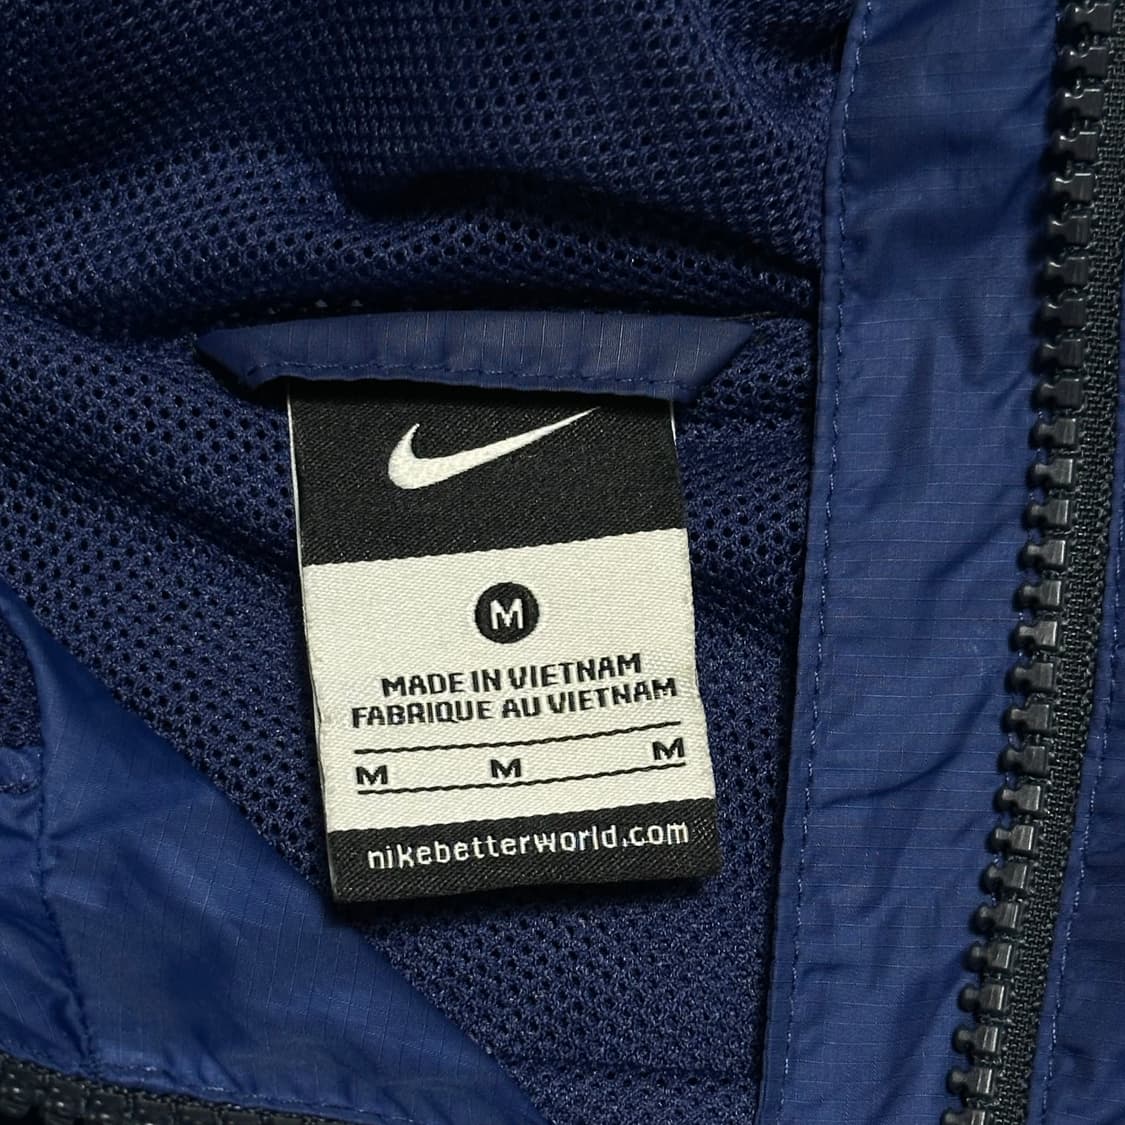 M
MADE IN VIETNAM
FABRIQUE AU VIETNAM
M M M
nikebetterworld.com